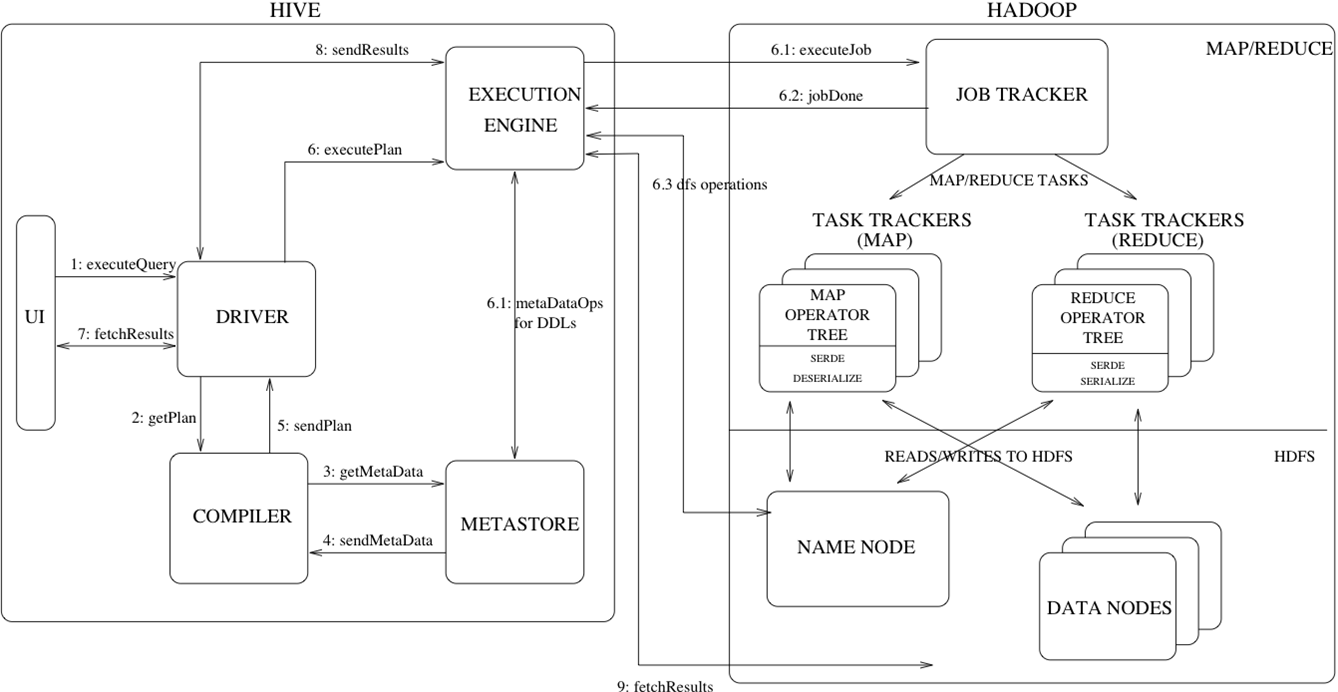 HIVE
HADOOP
8: sendResults
6.1: executeJob
MAP/REDUCE
EXECUTION
ENGINE
6.2: jobDone
JOB TRACKER
6: executePlan
6.3 dfs operations
MAP/REDUCE TASKS
TASK TRACKERS
(MAP)
TASK TRACKERS
(REDUCE)
1: executeQuery
UI
DRIVER
7: fetchResults
6.1: metaDataOps
for DDLs
MAP
OPERATOR
TREE
SERDE
DESERIALIZE
REDUCE
OPERATOR
TREE
SERDE
SERIALIZE
2: getPlan
5: sendPlan
READS/WRITES TO HDFS
HDFS
3: getMetaData
COMPILER
METASTORE
4: sendMetaData
NAME NODE
DATA NODES
9: fetchResults